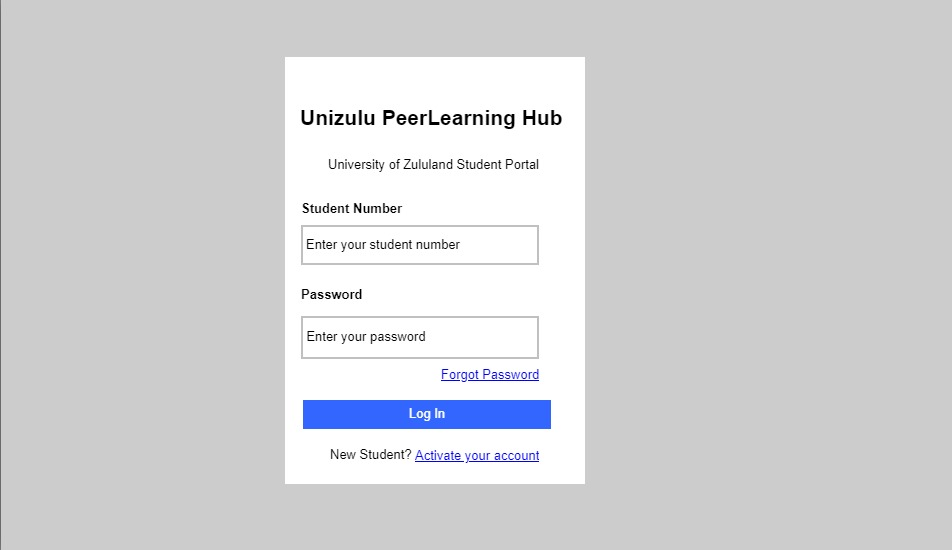 Unizulu PeerLearning Hub
University of Zululand Student Portal
Student Number
Enter your student number
Password
Enter your password
Forgot Password
Log In
New Student? Activate your account